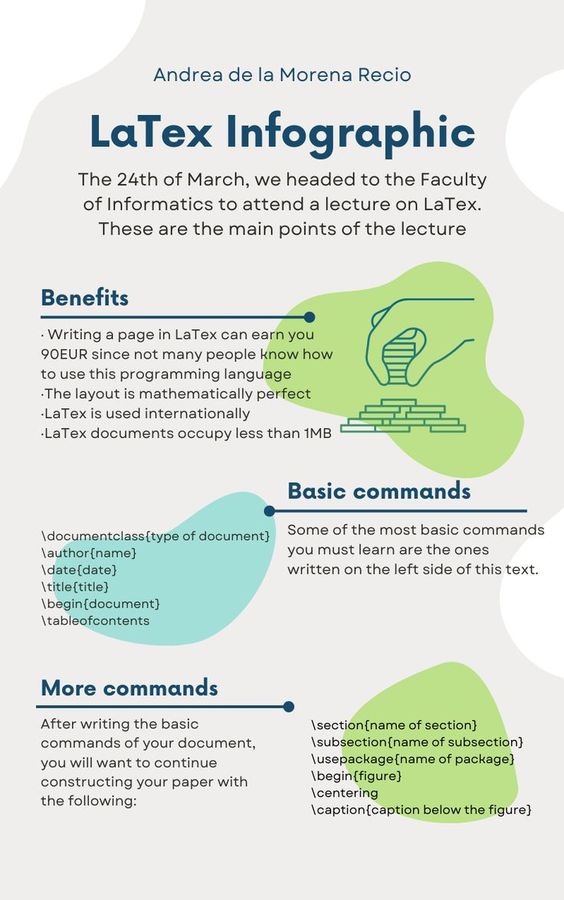 Andrea de la Morena Recio
LaTex Infographic
The 24th of March, we headed to the Faculty
of Informatics to attend a lecture on LaTex.
These are the main points of the lecture
Benefits
· Writing a page in LaTex can earn you
90EUR since not many people know how
to use this programming language
·The layout is mathematically perfect
·LaTex is used internationally
·LaTex documents occupy less than 1MB
Basic commands
Some of the most basic commands
you must learn are the ones
written on the left side of this text.
\documentclass{type of document}
\author{name}
\date{date}
\title{title}
\begin{document}
\tableofcontents
More commands
After writing the basic
commands of your document,
you will want to continue
constructing your paper with
the following:
\section{name of section}
\subsection{name of subsection}
\usepackage{name of package}
\begin{figure}
\centering
\caption{caption below the figure}